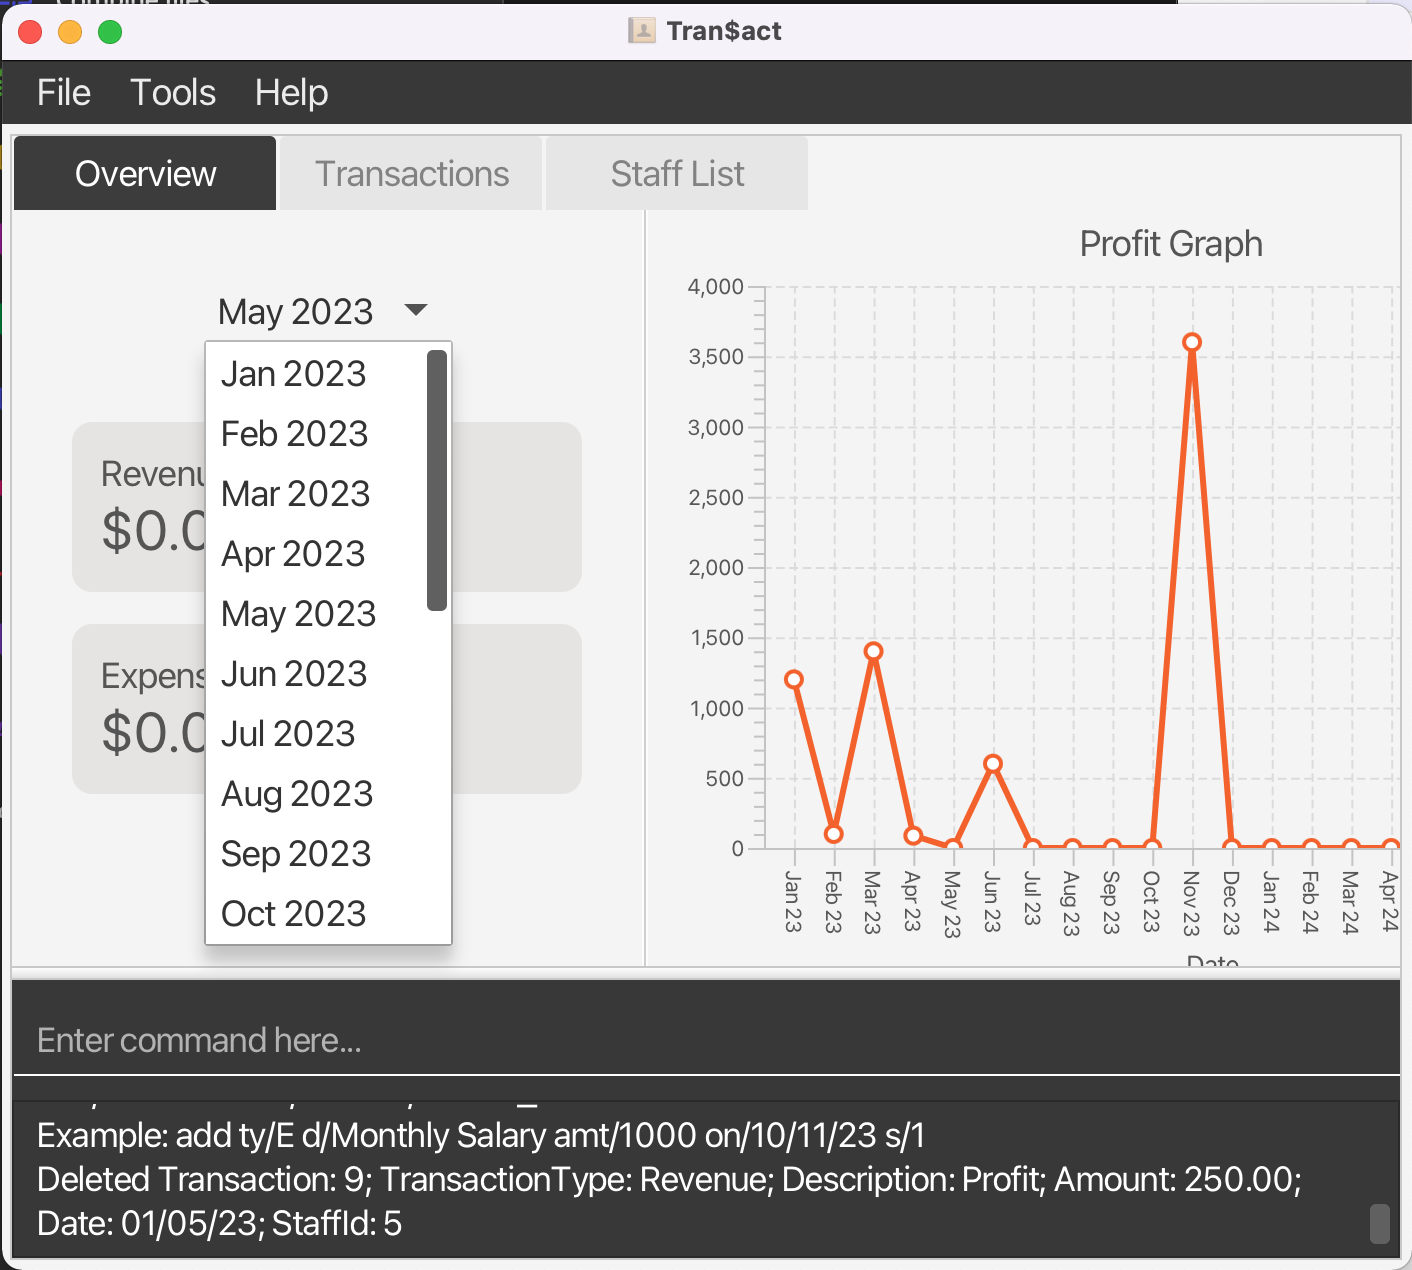 Tran$act
File Tools Help
Overview Transactions Staff List
May 2023
Jan 2023
Feb 2023
Mar 2023
Apr 2023
May 2023
Jun 2023
Jul 2023
Aug 2023
Sep 2023
Oct 2023
$0.0
$0.0
Profit Graph
4,000
3,500
3,000
2,500
2,000
1,500
1,000
500
0
Jan 23
Feb 23
Mar 23
Apr 23
May 23
Jun 23
Jul 23
Aug 23
Sep 23
Oct 23
Nov 23
Dec 23
Jan 24
Feb 24
Mar 24
Apr 24
Date
Enter command here...
Example: add ty/E d/Monthly Salary amt/1000 on/10/11/23 s/1
Deleted Transaction: 9; TransactionType: Revenue; Description: Profit; Amount: 250.00;
Date: 01/05/23; StaffId: 5